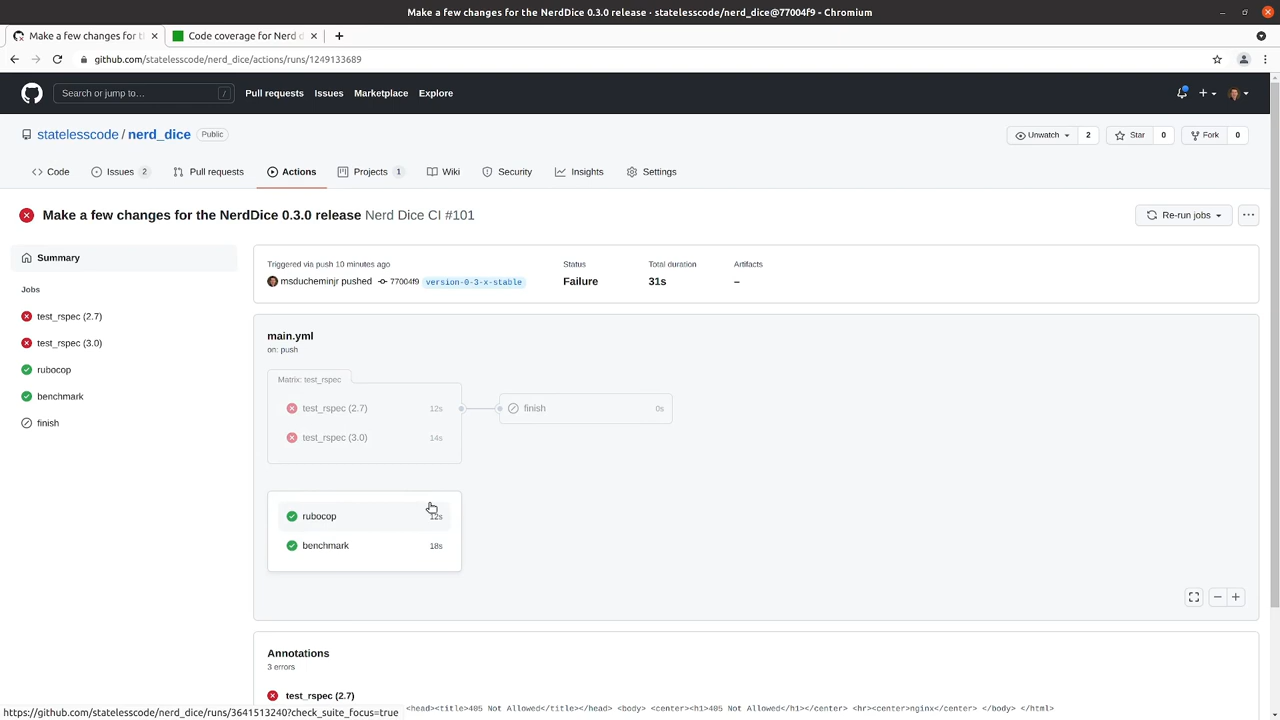 Make a few changes for the NerdDice 0.3.0 release · statelesscode/nerd_dice@77004f9 - Chromium
Make a few changes for t
Code coverage for Nerd d
github.com/statelesscode/nerd_dice/actions/runs/1249133689
Search or jump to…
/
Pull requests
Issues
Marketplace
Explore
statelesscode / nerd_dice
Public
Unwatch
2
Star
0
Fork
0
Code
Issues
2
Pull requests
Actions
Projects
1
Wiki
Security
Insights
Settings
Make a few changes for the NerdDice 0.3.0 release Nerd Dice CI #101
Re-run jobs
Summary
Jobs
test_rspec (2.7)
test_rspec (3.0)
rubocop
benchmark
finish
Triggered via push 10 minutes ago
msducheminjr pushed 77004f9 version-0-3-x-stable
Status
Failure
Total duration
31s
Artifacts
–
main.yml
on: push
Matrix: test_rspec
test_rspec (2.7) 12s
test_rspec (3.0) 14s
finish 0s
rubocop 12s
benchmark 18s
Annotations
3 errors
test_rspec (2.7)
<head><title>405 Not Allowed</title></head> <body> <center><h1>405 Not Allowed</h1></center> <hr><center>nginx</center> </body> </html>
https://github.com/statelesscode/nerd_dice/runs/3641513240?check_suite_focus=true